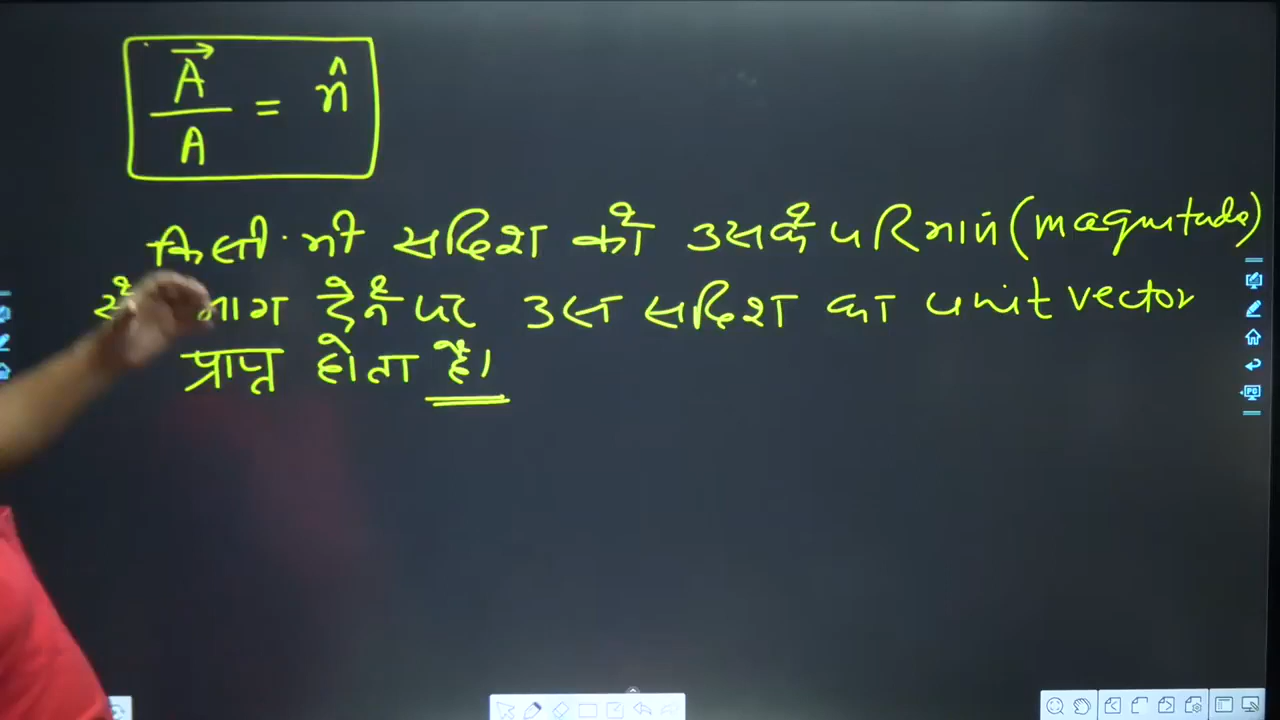 A⃗/A = n̂
किसी भी सदिश को उसके परिमान (magnitude)
से भाग देने पर उस सदिश का unit vector
प्राप्त होता है।